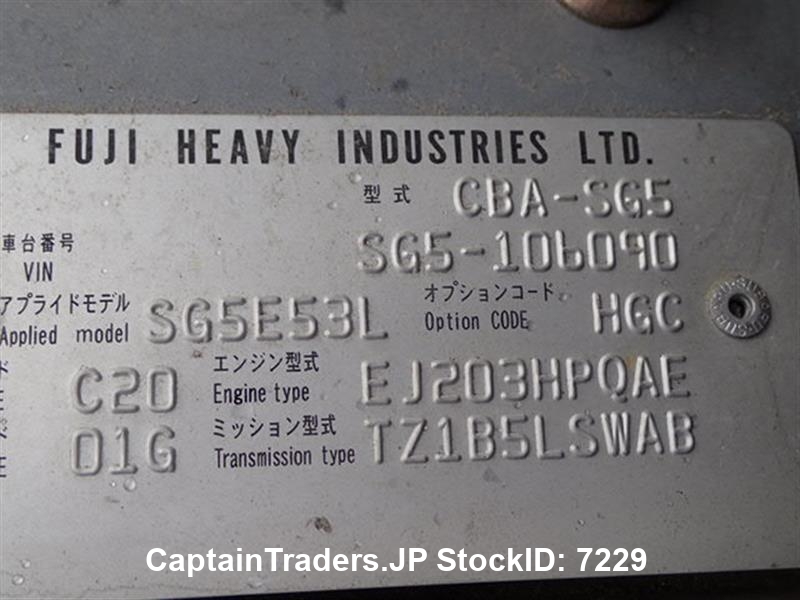 FUJI HEAVY INDUSTRIES LTD.
型式 CBA-SG5
車台番号
VIN SG5-106090
アプライドモデル オプションコード
Applied model SG5E53L Option CODE HGC
ド エンジン型式
E C20 Engine type EJ203HPQAE
ド ミッション型式
E 01G Transmission type TZ1B5LSWAB
CaptainTraders.JP StockID: 7229